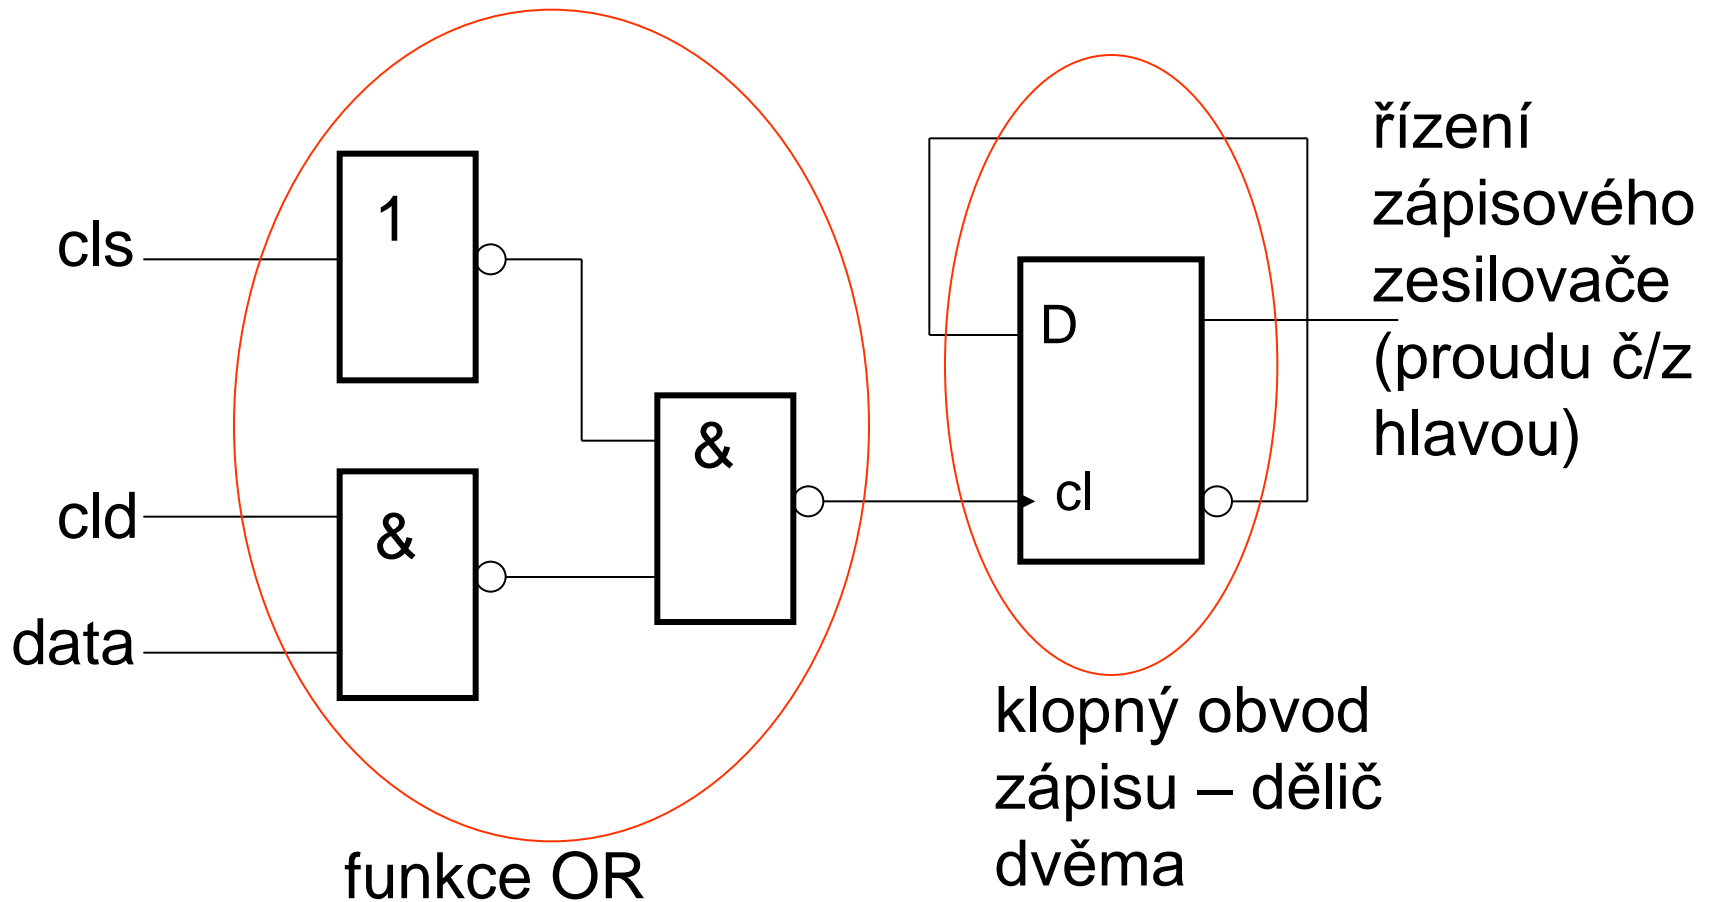 cls
1
cld
&
data
&
D
cl
řízení
zápisového
zesilovače
(proudu č/z
hlavou)
klopný obvod
zápisu – dělič
dvěma
funkce OR